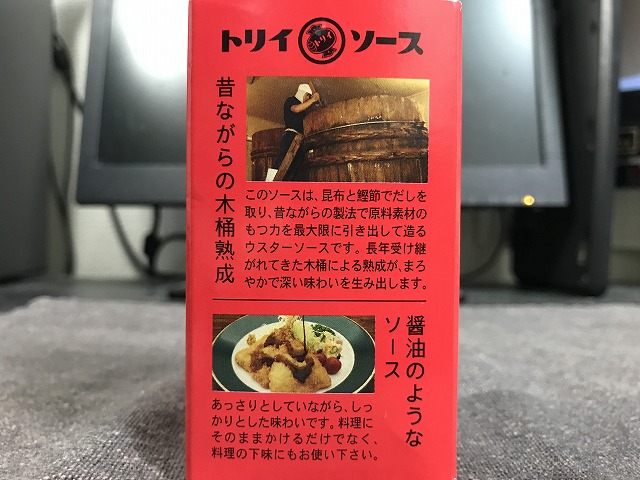 トリイ トリイ ソース
昔ながらの木桶熟成
このソースは、昆布と鰹節でだしを
取り、昔ながらの製法で原料素材の
もつ力を最大限に引き出して造る
ウスターソースです。長年受け継
がれてきた木桶による熟成が、まろ
やかで深い味わいを生み出します。
醤油のような
ソース
あっさりとしていながら、しっ
かりとした味わいです。料理に
そのままかけるだけでなく、
料理の下味にもお使い下さい。